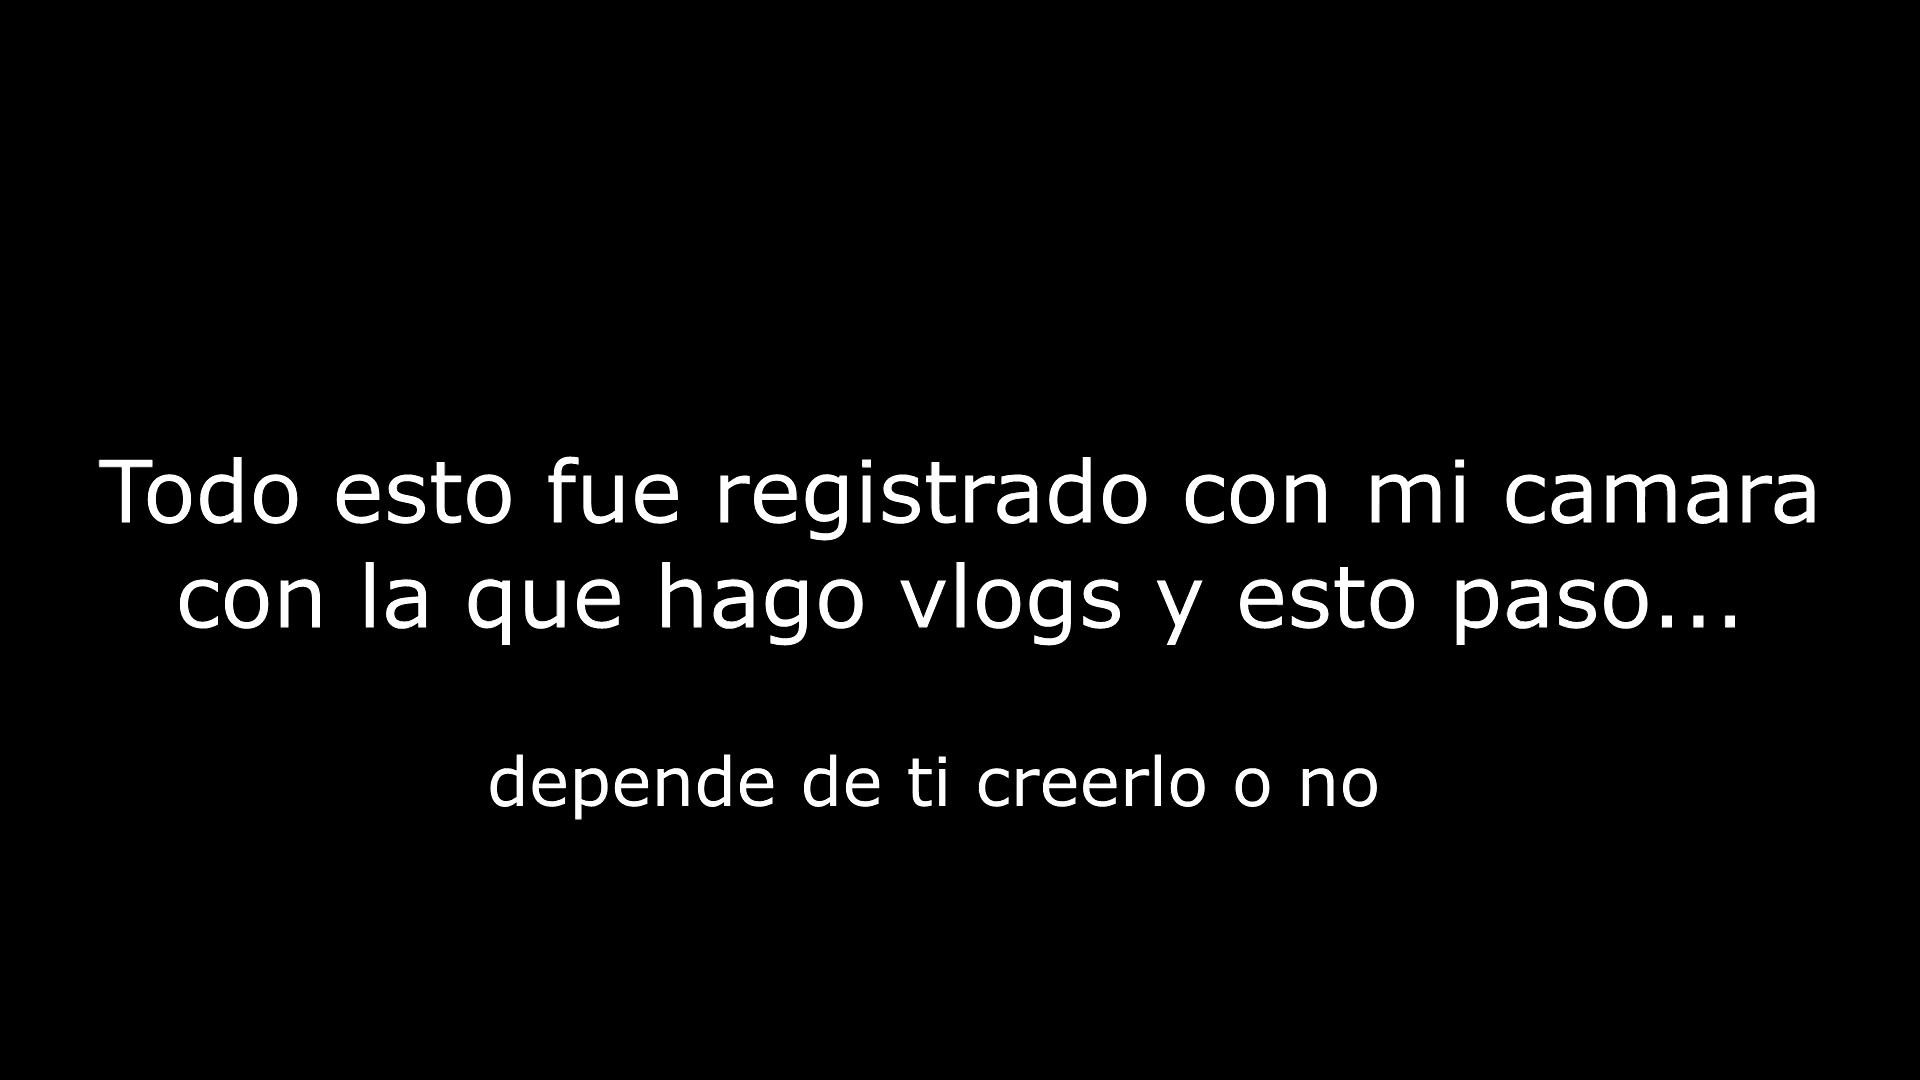 Todo esto fue registrado con mi camara
con la que hago vlogs y esto paso...
depende de ti creerlo o no